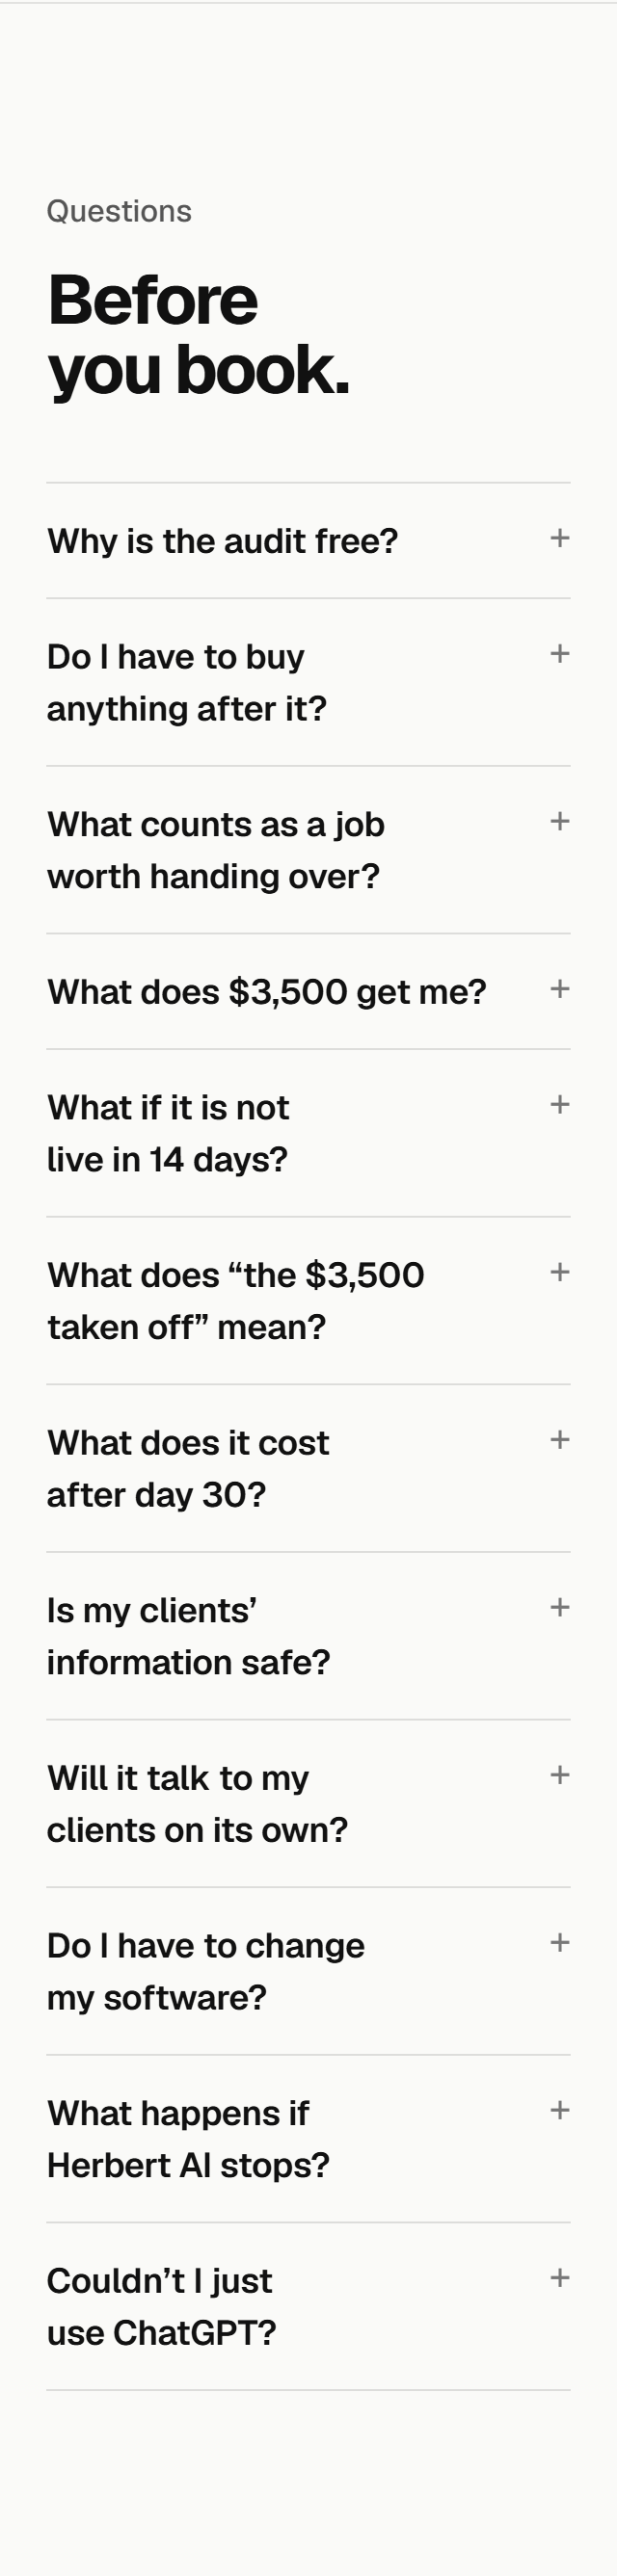 Questions
Before
you book.
Why is the audit free?
+
Do I have to buy
anything after it?
+
What counts as a job
worth handing over?
+
What does $3,500 get me?
+
What if it is not
live in 14 days?
+
What does “the $3,500
taken off” mean?
+
What does it cost
after day 30?
+
Is my clients’
information safe?
+
Will it talk to my
clients on its own?
+
Do I have to change
my software?
+
What happens if
Herbert AI stops?
+
Couldn’t I just
use ChatGPT?
+